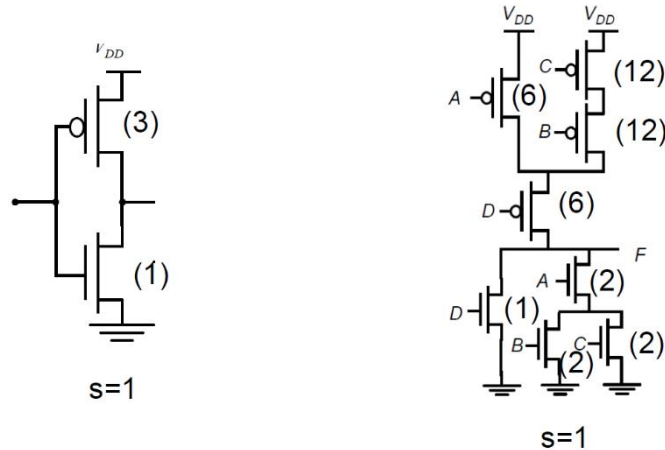 V_DD
(3)
(1)
s=1
V_DD V_DD
C (12)
A (6)
B (12)
D (6)
F
A (2)
D (1)
B (2) C (2)
s=1